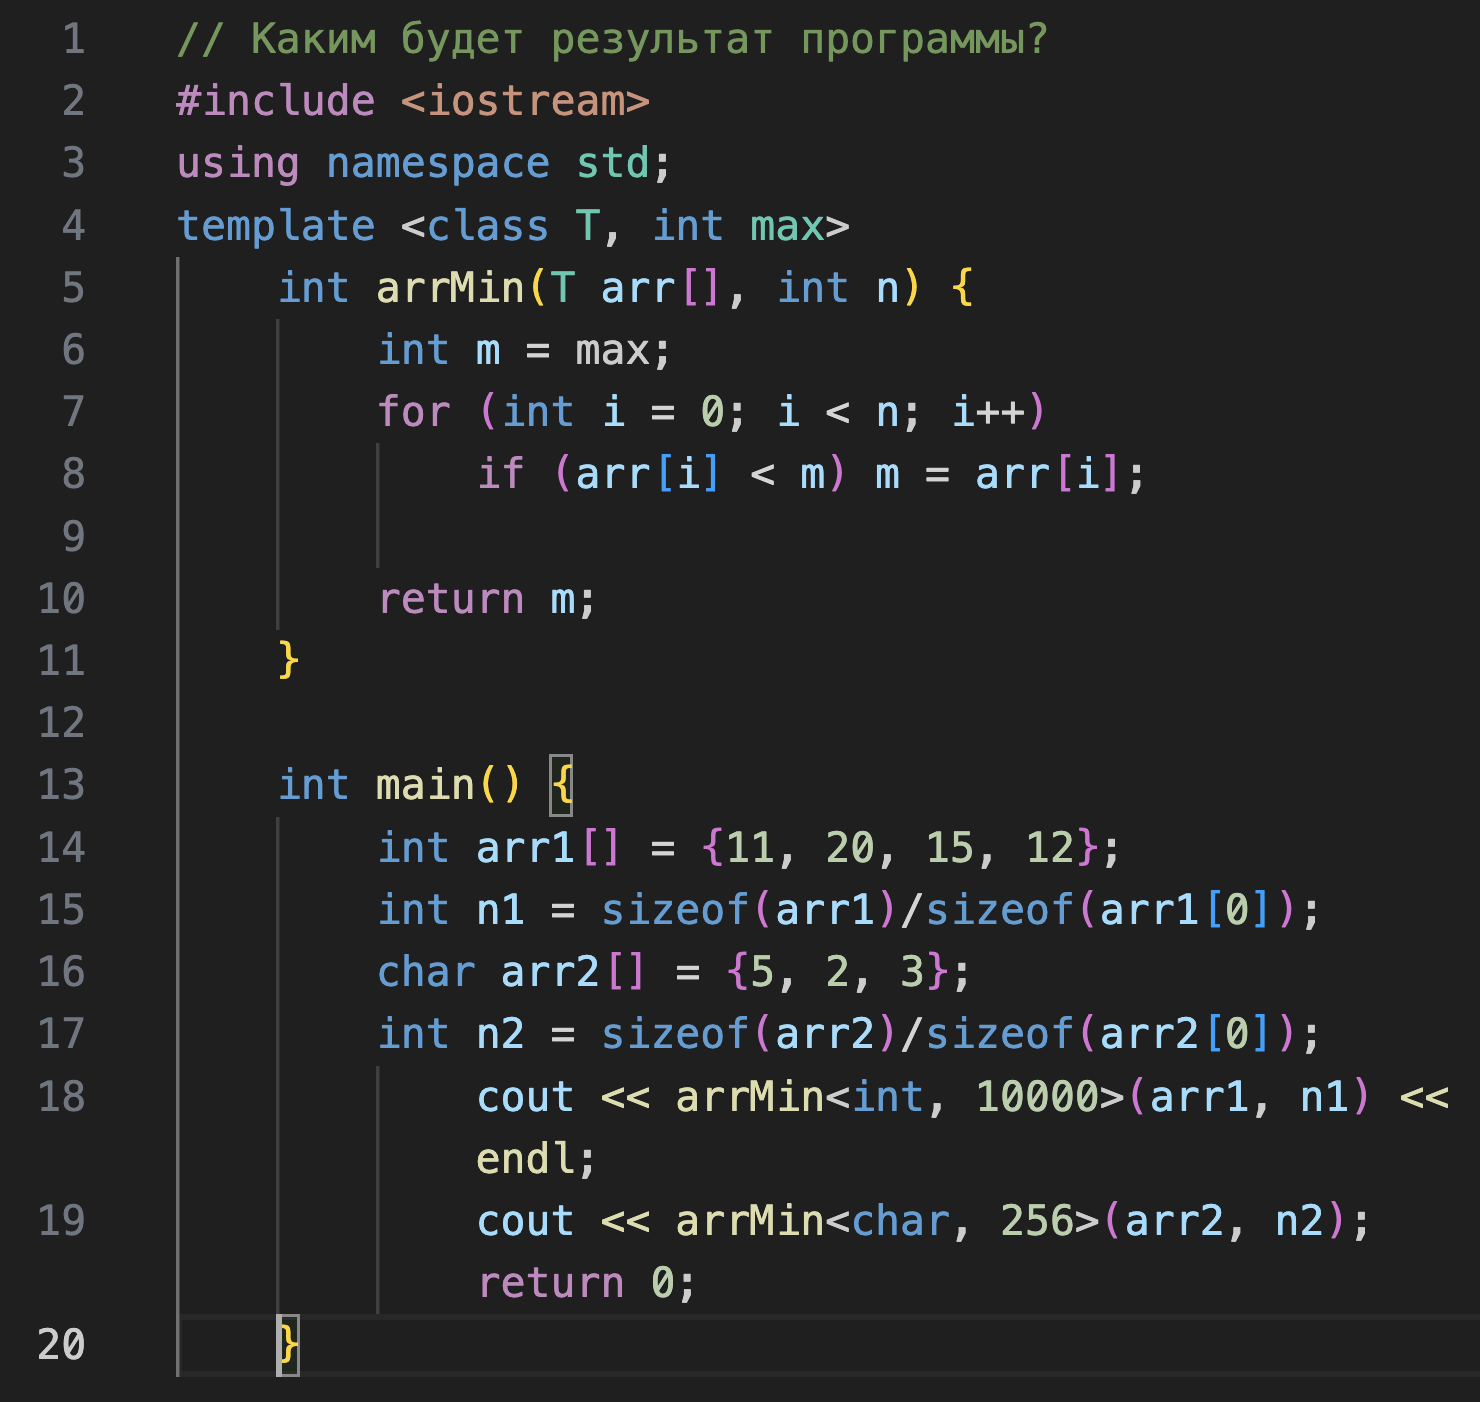 1 // Каким будет результат программы?
2 #include <iostream>
3 using namespace std;
4 template <class T, int max>
5 int arrMin(T arr[], int n) {
6 int m = max;
7 for (int i = 0; i < n; i++)
8 if (arr[i] < m) m = arr[i];
9
10 return m;
11 }
12
13 int main() {
14 int arr1[] = {11, 20, 15, 12};
15 int n1 = sizeof(arr1)/sizeof(arr1[0]);
16 char arr2[] = {5, 2, 3};
17 int n2 = sizeof(arr2)/sizeof(arr2[0]);
18 cout << arrMin<int, 10000>(arr1, n1) <<
endl;
19 cout << arrMin<char, 256>(arr2, n2);
return 0;
20 }